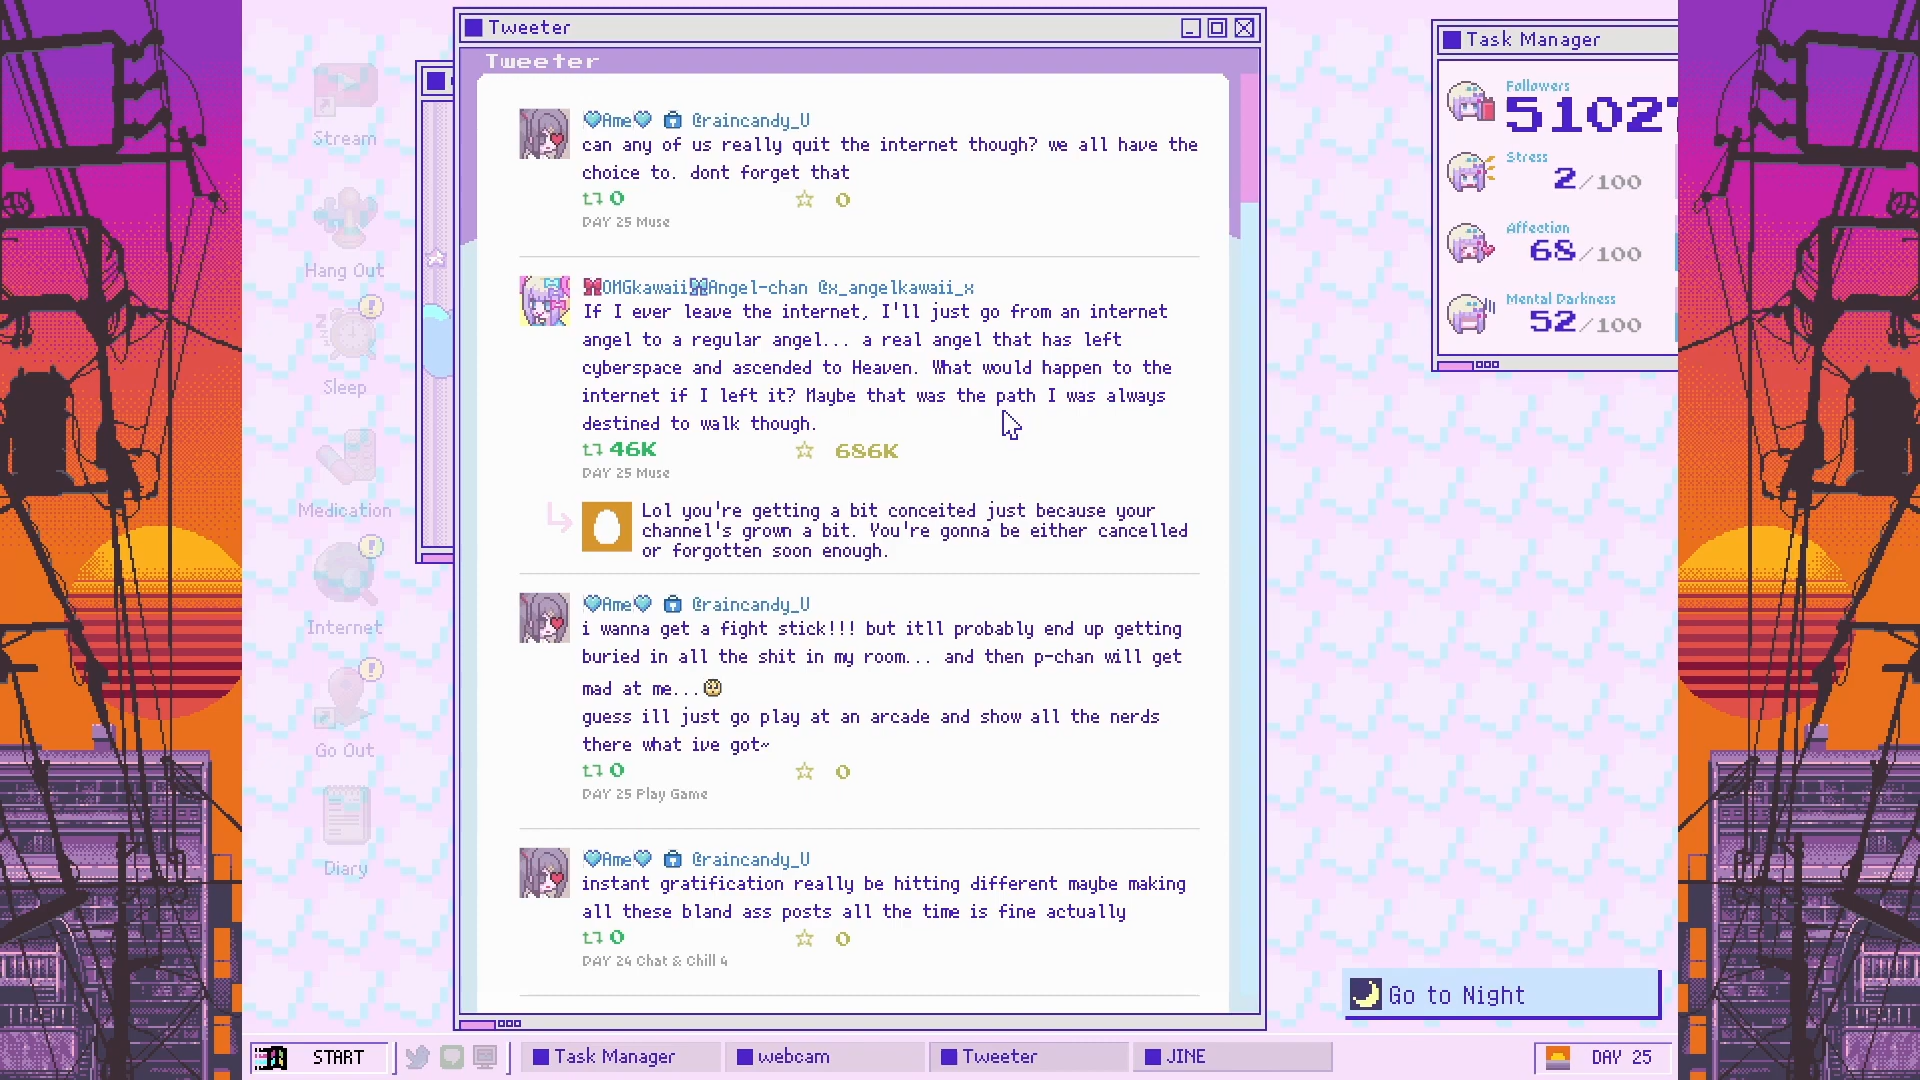 Tweeter
Tweeter
Ame @raincandy_U
can any of us really quit the internet though? we all have the
choice to. dont forget that
0 0
DAY 25 Muse
OMGkawaii Angel-chan @x_angelkawaii_x
If I ever leave the internet, I'll just go from an internet
angel to a regular angel... a real angel that has left
cyberspace and ascended to Heaven. What would happen to the
internet if I left it? Maybe that was the path I was always
destined to walk though.
46K 686K
DAY 25 Muse
Lol you're getting a bit conceited just because your
channel's grown a bit. You're gonna be either cancelled
or forgotten soon enough.
Ame @raincandy_U
i wanna get a fight stick!!! but itll probably end up getting
buried in all the shit in my room... and then p-chan will get
mad at me...
guess ill just go play at an arcade and show all the nerds
there what ive got~
0 0
DAY 25 Play Game
Ame @raincandy_U
instant gratification really be hitting different maybe making
all these bland ass posts all the time is fine actually
0 0
DAY 24 Chat & Chill 4
Stream
Hang Out
Sleep
Medication
Internet
Go Out
Diary
Task Manager
Followers
51027
Stress
2/100
Affection
68/100
Mental Darkness
52/100
Go to Night
START
Task Manager
webcam
Tweeter
JINE
DAY 25